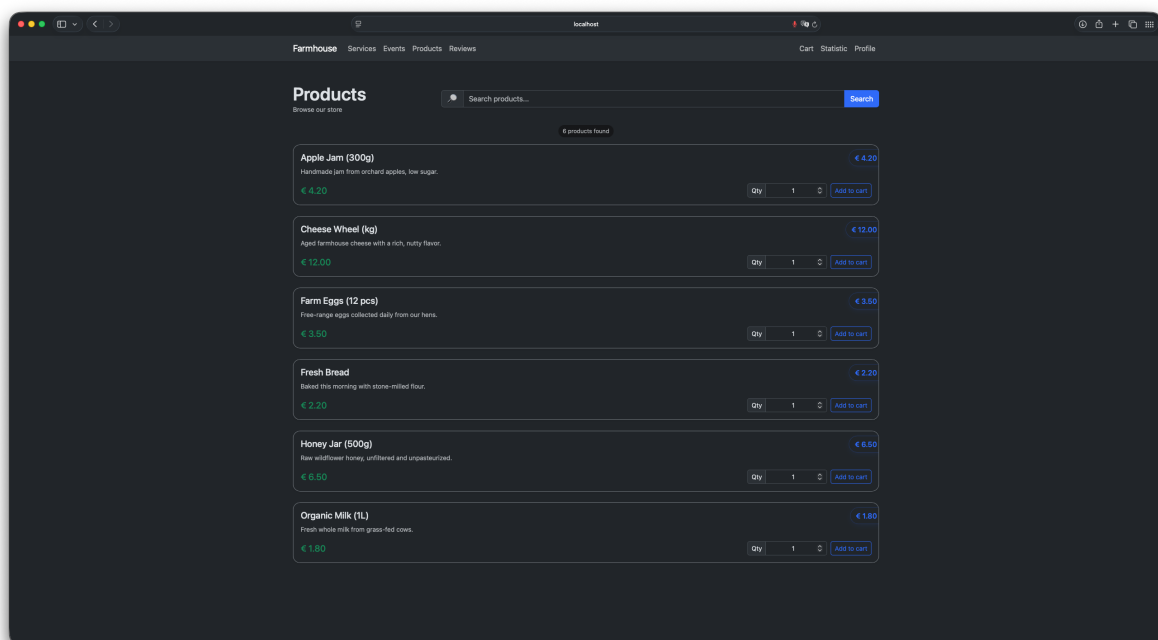 localhost
Farmhouse Services Events Products Reviews Cart Statistic Profile
Products
Browse our store
Search products...
Search
6 products found
Apple Jam (300g)
€ 4.20
Handmade jam from orchard apples, low sugar.
€ 4.20
Qty 1 Add to cart
Cheese Wheel (kg)
€ 12.00
Aged farmhouse cheese with a rich, nutty flavor.
€ 12.00
Qty 1 Add to cart
Farm Eggs (12 pcs)
€ 3.50
Free-range eggs collected daily from our hens.
€ 3.50
Qty 1 Add to cart
Fresh Bread
€ 2.20
Baked this morning with stone-milled flour.
€ 2.20
Qty 1 Add to cart
Honey Jar (500g)
€ 6.50
Raw wildflower honey, unfiltered and unpasteurized.
€ 6.50
Qty 1 Add to cart
Organic Milk (1L)
€ 1.80
Fresh whole milk from grass-fed cows.
€ 1.80
Qty 1 Add to cart